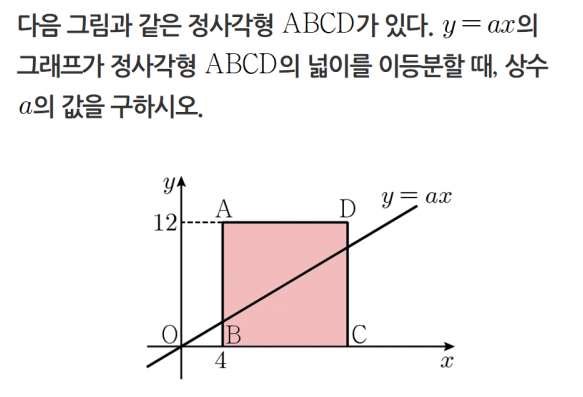 다음 그림과 같은 정사각형 ABCD가 있다. y = ax의
그래프가 정사각형 ABCD의 넓이를 이등분할 때, 상수
a의 값을 구하시오.
y
A
D
y = ax
12
O
B
C
4
x